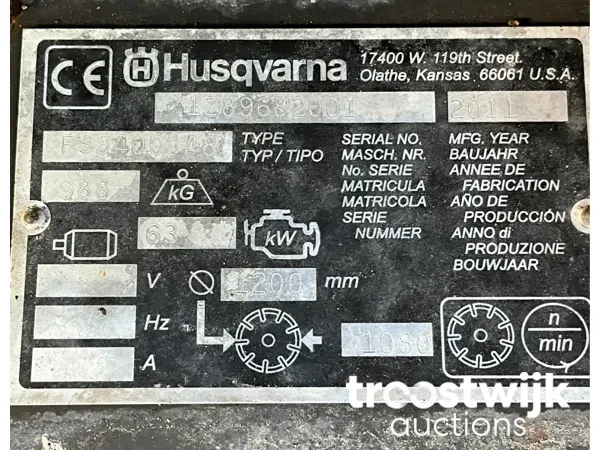 CE Husqvarna 17400 W. 119th Street.
Olathe, Kansas 66061 U.S.A.
1289682001 2011
TYPE SERIAL NO. MFG. YEAR
TYP / TIPO MASCH. NR. BAUJAHR
No. SERIE ANNEE DE
988 kG MATRICULA FABRICATION
MATRICOLA AÑO DE
63 kW SERIE PRODUCCIÓN
NUMMER ANNO di
PRODUZIONE
V 1200 mm BOUWJAAR
Hz n
A min
troostwijk
auctions